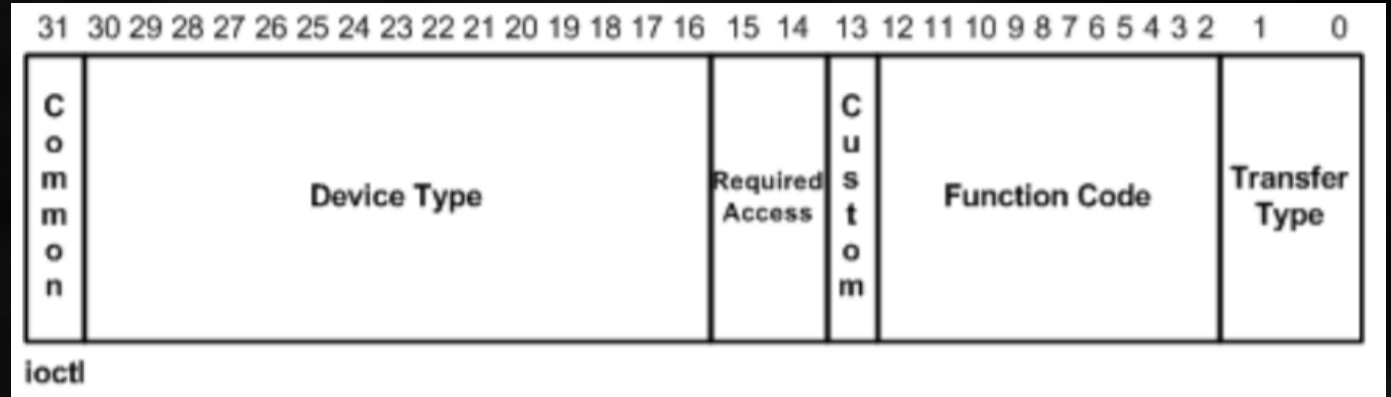 31 30 29 28 27 26 25 24 23 22 21 20 19 18 17 16 15 14 13 12 11 10 9 8 7 6 5 4 3 2 1 0
Common
Device Type
Required
Access
Custom
Function Code
Transfer
Type
ioctl